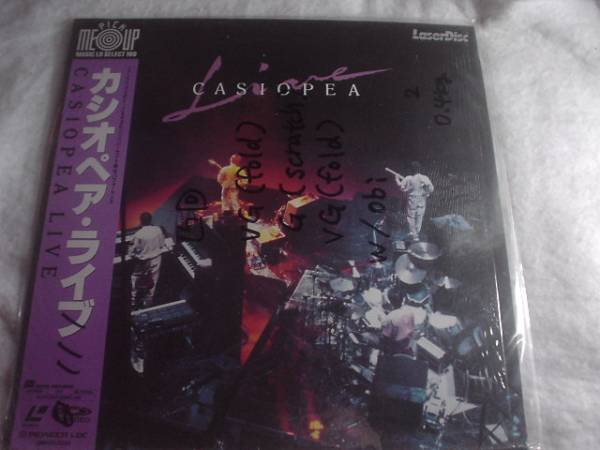 PICK
ME UP
MUSIC LD SELECT 100
LaserDisc
Live
CASIOPEA
カシオペア・ライブ
CASIOPEA LIVE
LD
VG (fold)
G (scratch)
VG (fold)
w/obi
2
0.4kg
PIONEER LDC